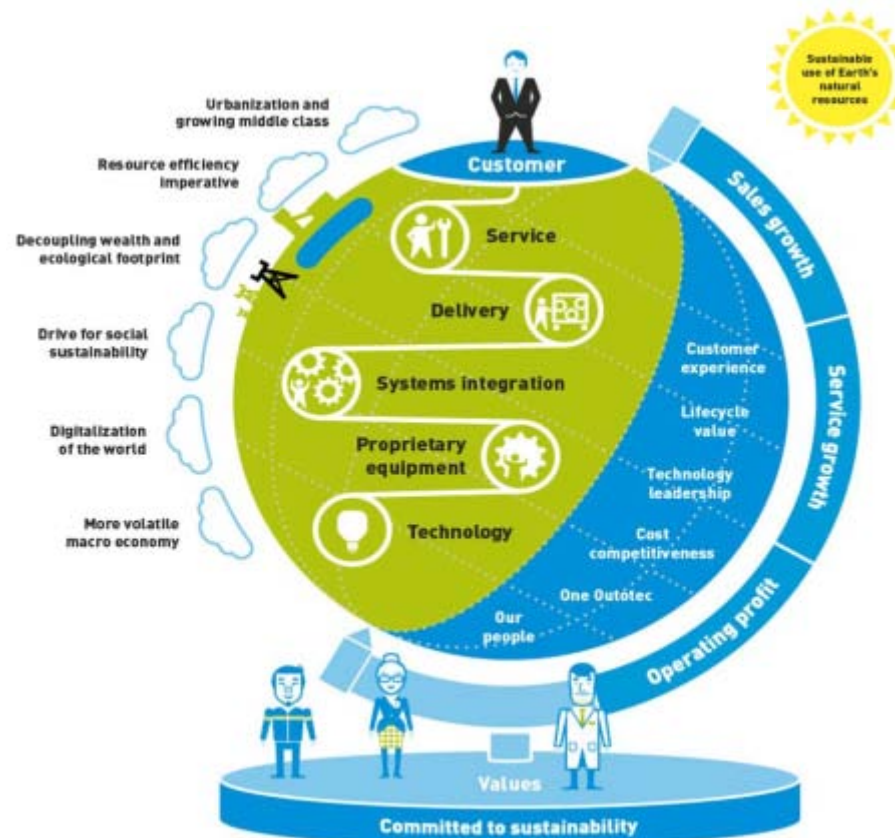 Sustainable
use of Earth's
natural
resources
Urbanization and
growing middle class
Resource efficiency
imperative
Decoupling wealth and
ecological footprint
Drive for social
sustainability
Digitalization
of the world
More volatile
macro economy
Customer
Service
Delivery
Systems integration
Proprietary
equipment
Technology
Customer
experience
Lifecycle
value
Technology
leadership
Cost
competitiveness
One Outotec
Our
people
Sales growth
Service growth
Operating profit
Values
Committed to sustainability